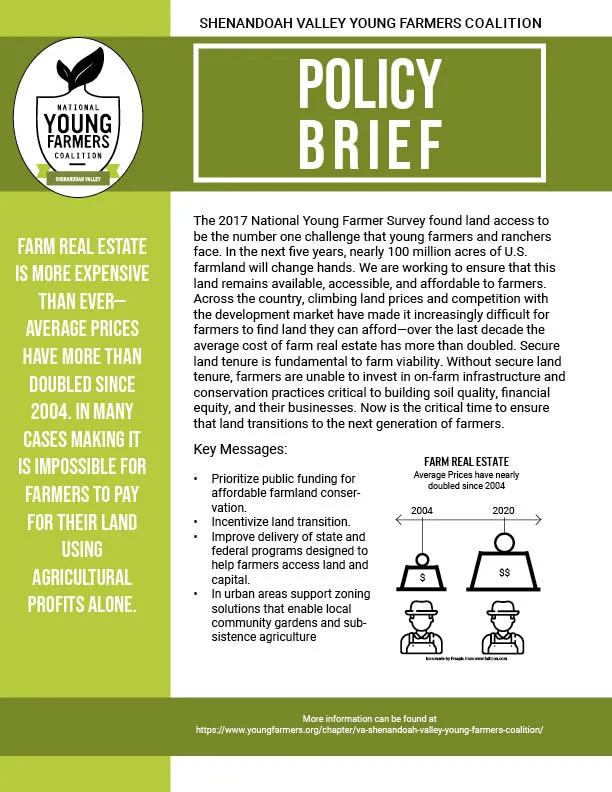 SHENANDOAH VALLEY YOUNG FARMERS COALITION
NATIONAL
YOUNG
FARMERS
COALITION
SHENANDOAH VALLEY
POLICY
BRIEF
FARM REAL ESTATE
IS MORE EXPENSIVE
THAN EVER—
AVERAGE PRICES
HAVE MORE THAN
DOUBLED SINCE
2004. IN MANY
CASES MAKING IT
IS IMPOSSIBLE FOR
FARMERS TO PAY
FOR THEIR LAND
USING
AGRICULTURAL
PROFITS ALONE.
The 2017 National Young Farmer Survey found land access to
be the number one challenge that young farmers and ranchers
face. In the next five years, nearly 100 million acres of U.S.
farmland will change hands. We are working to ensure that this
land remains available, accessible, and affordable to farmers.
Across the country, climbing land prices and competition with
the development market have made it increasingly difficult for
farmers to find land they can afford—over the last decade the
average cost of farm real estate has more than doubled. Secure
land tenure is fundamental to farm viability. Without secure land
tenure, farmers are unable to invest in on-farm infrastructure and
conservation practices critical to building soil quality, financial
equity, and their businesses. Now is the critical time to ensure
that land transitions to the next generation of farmers.
Key Messages:
• Prioritize public funding for
affordable farmland conser-
vation.
• Incentivize land transition.
• Improve delivery of state and
federal programs designed to
help farmers access land and
capital.
• In urban areas support zoning
solutions that enable local
community gardens and sub-
sistence agriculture
FARM REAL ESTATE
Average Prices have nearly
doubled since 2004
2004 2020
$ $$
Icon made by Freepik from www.flaticon.com
More information can be found at
https://www.youngfarmers.org/chapter/va-shenandoah-valley-young-farmers-coalition/